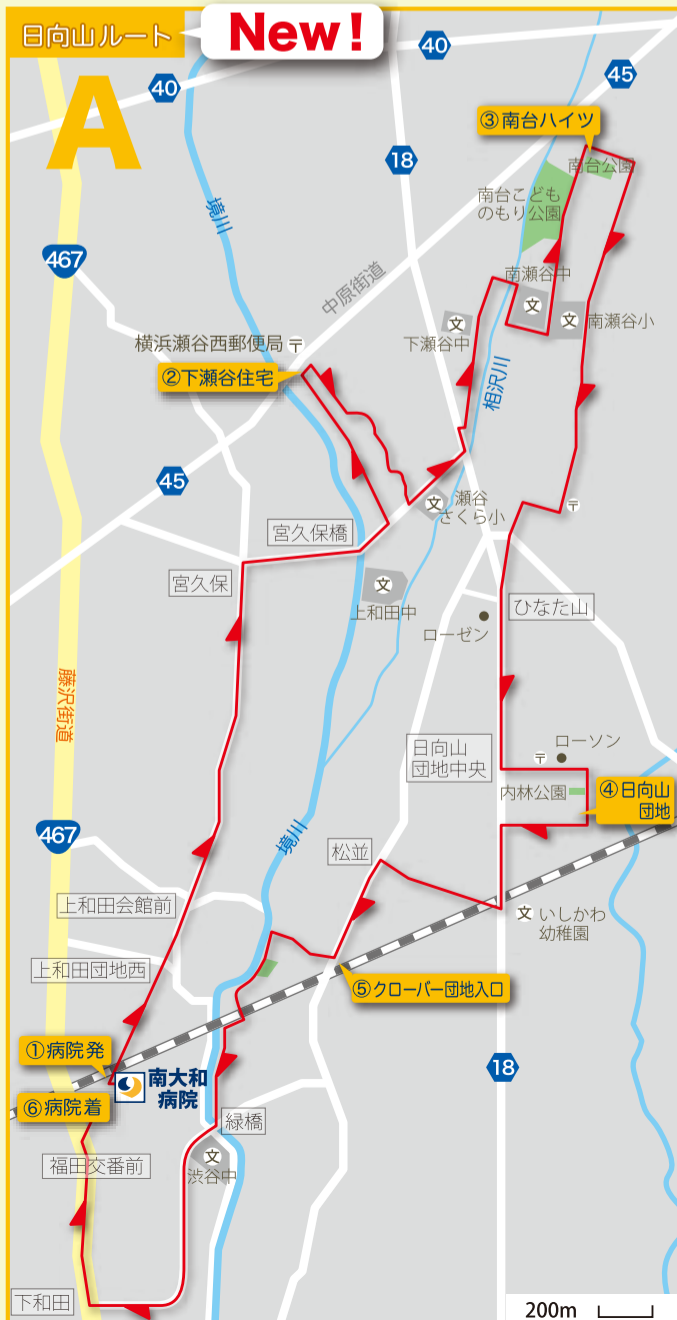 日向山ルート
New!
A
40
40
45
18
境川
467
中原街道
③南台ハイツ
南台公園
南台こども
のもり公園
南瀬谷中
文
文
南瀬谷小
横浜瀬谷西郵便局 〒
文
下瀬谷中
②下瀬谷住宅
相沢川
45
文
瀬谷
さくら小
〒
宮久保橋
宮久保
文
上和田中
ローゼン
ひなた山
藤沢街道
日向山
団地中央
〒
ローソン
内林公園
④日向山
団地
467
境川
松並
上和田会館前
文
いしかわ
幼稚園
上和田団地西
⑤クローバー団地入口
①病院発
南大和
病院
⑥病院着
18
緑橋
福田交番前
文
渋谷中
下和田
200m